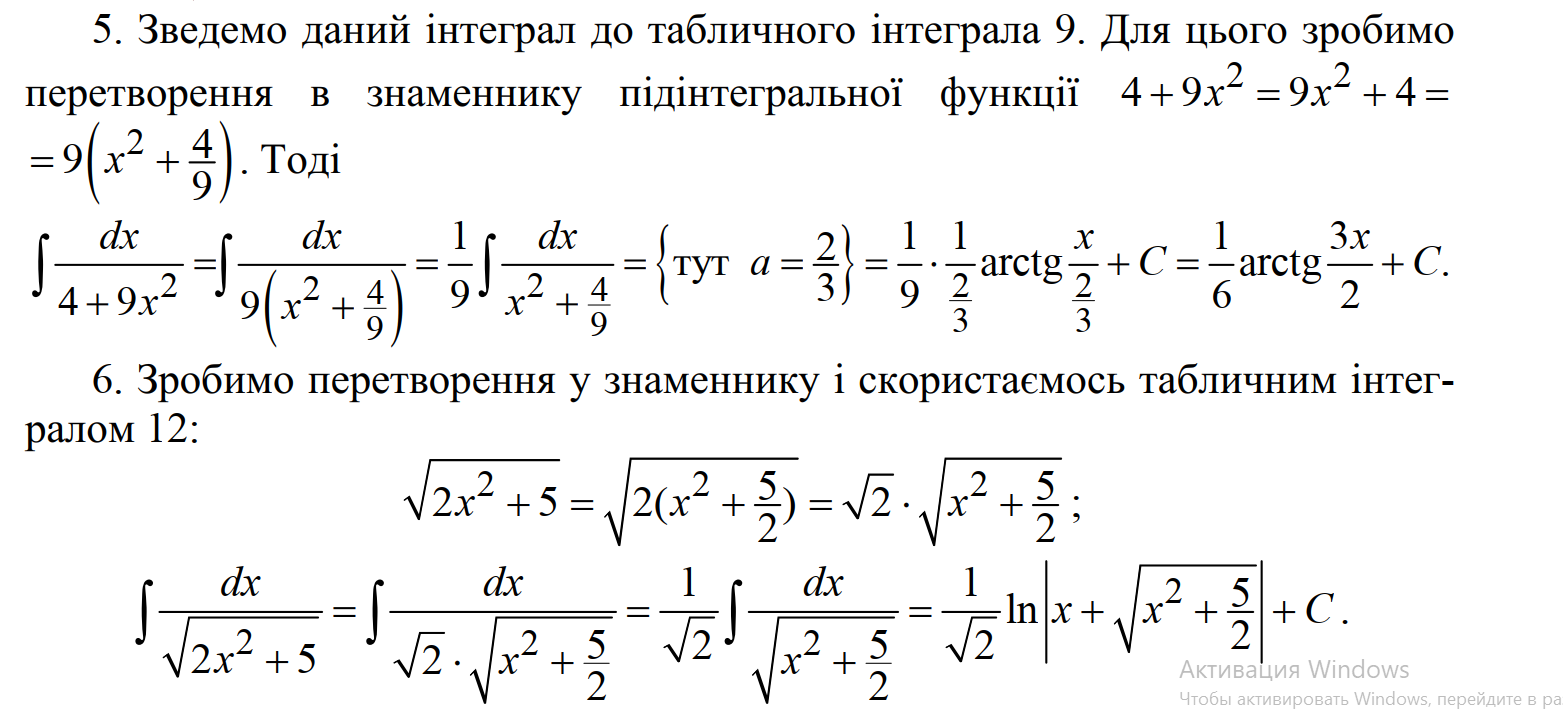 5. Зведемо даний інтеграл до табличного інтеграла 9. Для цього зробимо
перетворення в знаменнику підінтегральної функції 4 + 9x² = 9x² + 4 =
= 9(x² + 4/9). Тоді
∫ dx/(4 + 9x²) = ∫ dx/(9(x² + 4/9)) = 1/9 ∫ dx/(x² + 4/9) = {тут a = 2/3} = 1/9 · 1/(2/3) arctg x/(2/3) + C = 1/6 arctg 3x/2 + C.
6. Зробимо перетворення у знаменнику і скористаємось табличним інтег-
ралом 12:
√(2x² + 5) = √(2(x² + 5/2)) = √2 · √(x² + 5/2) ;
∫ dx/√(2x² + 5) = ∫ dx/(√2 · √(x² + 5/2)) = 1/√2 ∫ dx/√(x² + 5/2) = 1/√2 ln|x + √(x² + 5/2)| + C.
Активация Windows
Чтобы активировать Windows, перейдите в ра